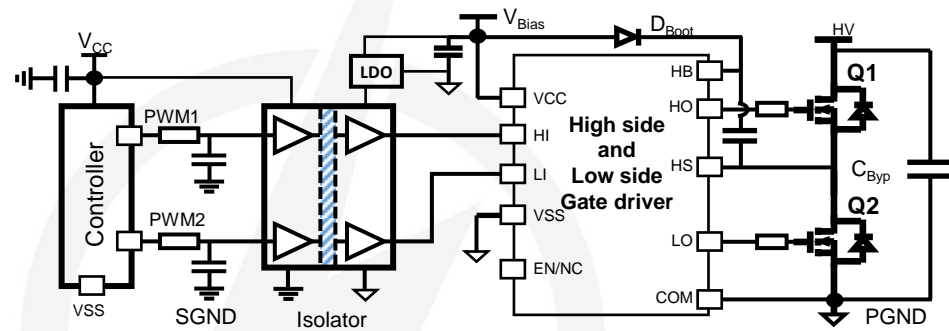 V_Bias
D_Boot
HV
V_CC
LDO
HB
Q1
PWM1
VCC
HO
Controller
HI
High side
and
Low side
Gate driver
HS
C_Byp
LI
PWM2
VSS
LO
Q2
EN/NC
VSS
SGND
Isolator
COM
PGND